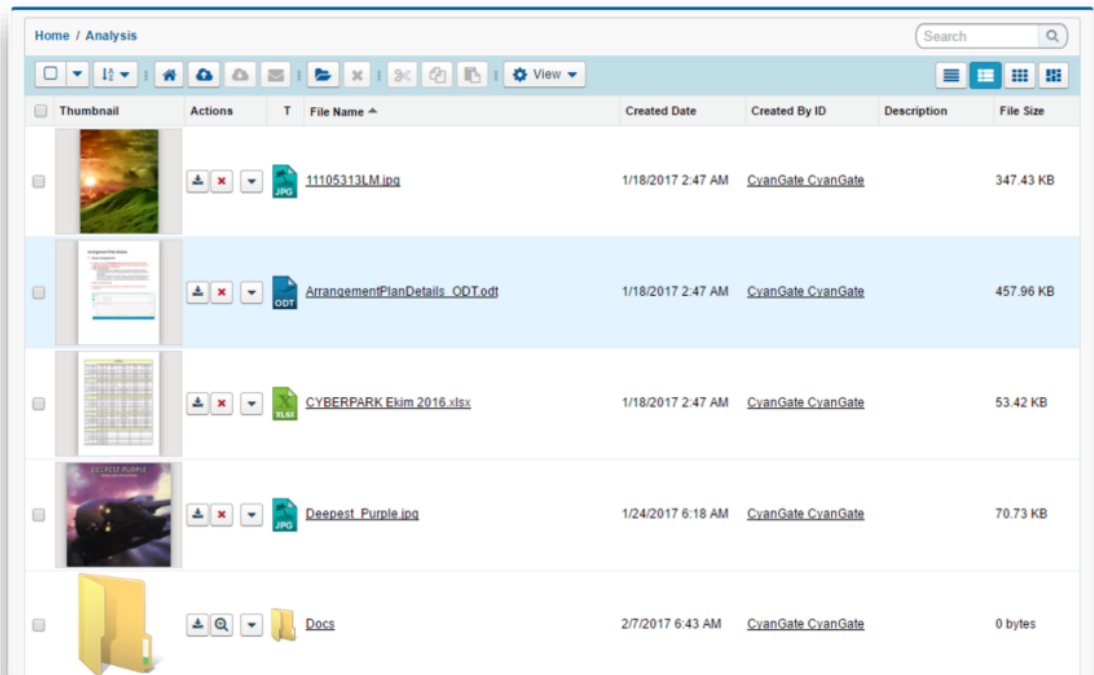 Home / Analysis
Search
View
Thumbnail Actions T File Name Created Date Created By ID Description File Size
JPG 11105313LM.jpg 1/18/2017 2:47 AM CyanGate CyanGate 347.43 KB
ODT ArrangementPlanDetails_ODT.odt 1/18/2017 2:47 AM CyanGate CyanGate 457.96 KB
XLSX CYBERPARK Ekim 2016.xlsx 1/18/2017 2:47 AM CyanGate CyanGate 53.42 KB
DEEPEST PURPLE
JPG Deepest_Purple.jpg 1/24/2017 6:18 AM CyanGate CyanGate 70.73 KB
Docs 2/7/2017 6:43 AM CyanGate CyanGate 0 bytes